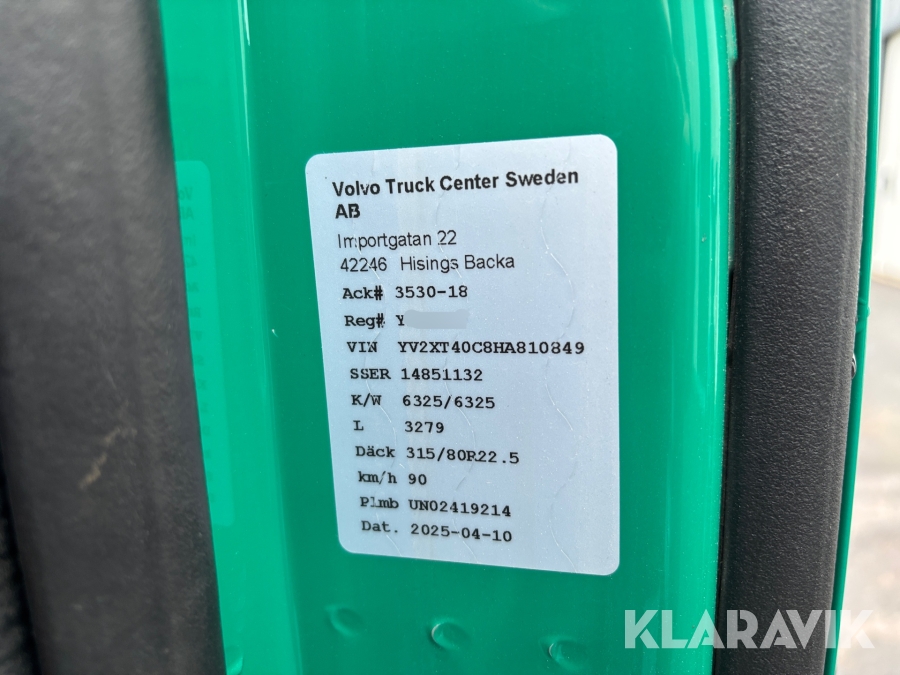 Volvo Truck Center Sweden
AB
Importgatan 22
42246 Hisings Backa
Ack# 3530-18
Reg# Y
VIN YV2XT40C8HA810849
SSER 14851132
K/W 6325/6325
L 3279
Däck 315/80R22.5
km/h 90
Plmb UN02419214
Dat. 2025-04-10
KLARAVIK